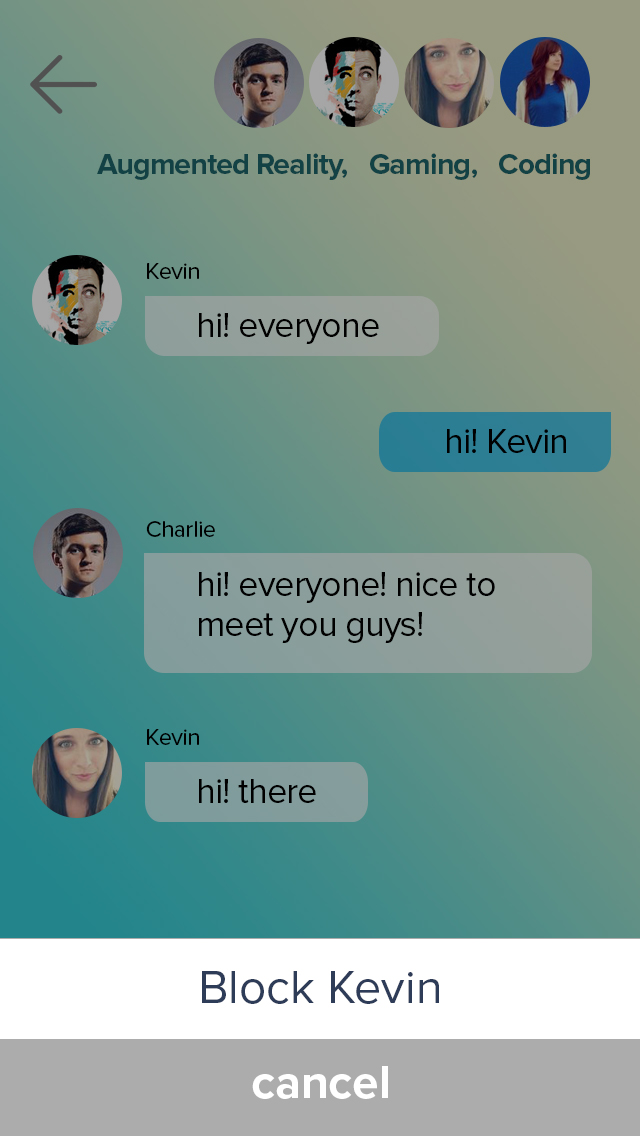 Augmented Reality, Gaming, Coding
Kevin
hi! everyone
hi! Kevin
Charlie
hi! everyone! nice to
meet you guys!
Kevin
hi! there
Block Kevin
cancel